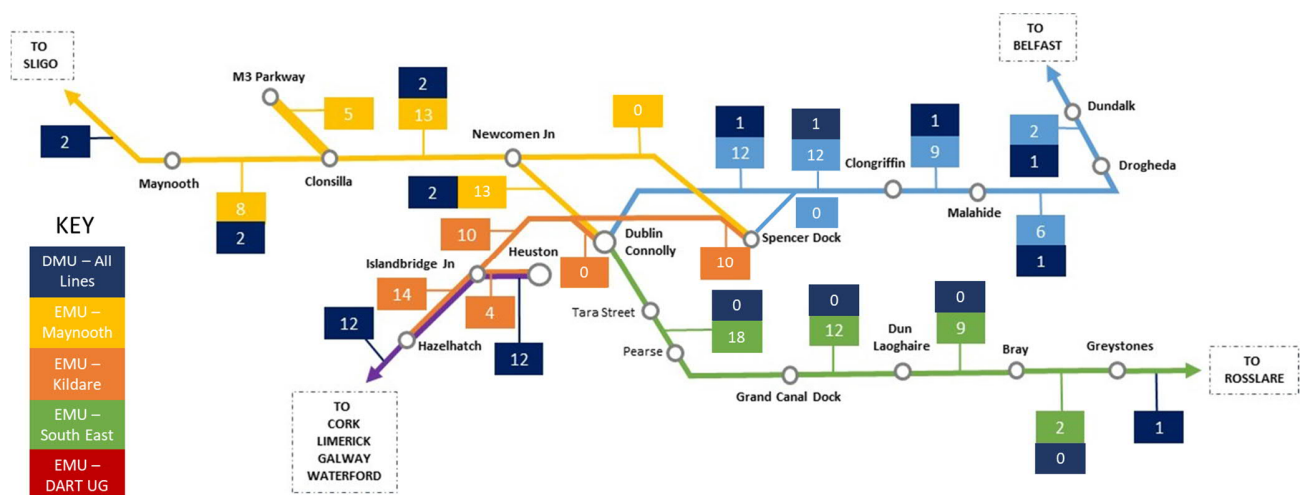 TO
SLIGO
M3 Parkway
5
2
13
2
Maynooth
8
2
Clonsilla
Newcomen Jn
2
13
0
1
12
1
12
0
Clongriffin
1
9
Malahide
6
1
TO
BELFAST
Dundalk
2
1
Drogheda
Dublin
Connolly
Spencer Dock
10
10
0
Islandbridge Jn
Heuston
14
4
12
12
Hazelhatch
TO
CORK
LIMERICK
GALWAY
WATERFORD
Tara Street
Pearse
0
18
0
12
Grand Canal Dock
Dun
Laoghaire
0
9
Bray
2
0
Greystones
1
TO
ROSSLARE
KEY
DMU – All
Lines
EMU –
Maynooth
EMU –
Kildare
EMU –
South East
EMU –
DART UG